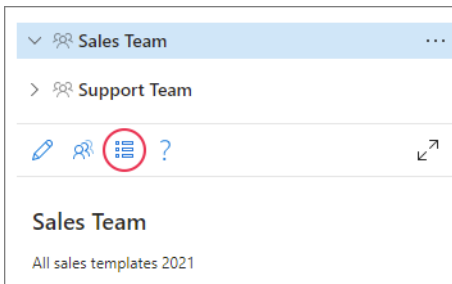 Sales Team
Support Team
?
Sales Team
All sales templates 2021